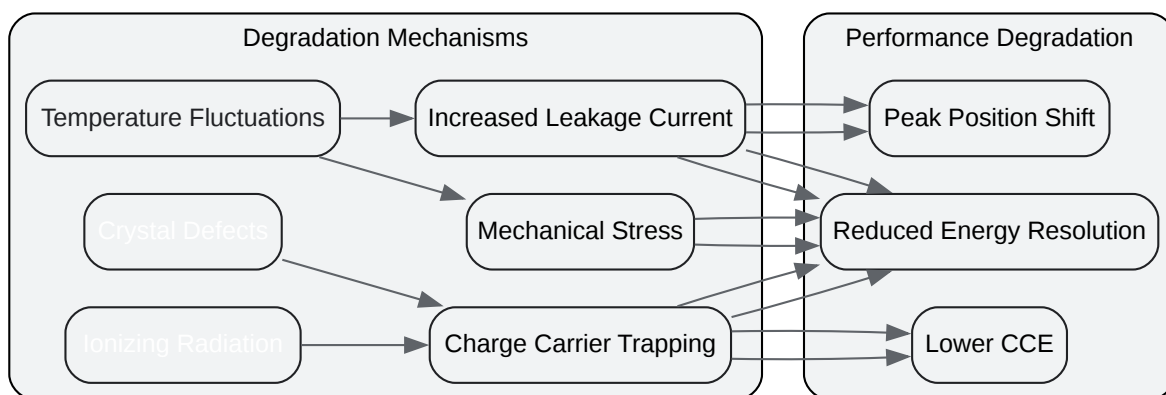 Degradation Mechanisms
Performance Degradation
Temperature Fluctuations
Increased Leakage Current
Peak Position Shift
Crystal Defects
Mechanical Stress
Reduced Energy Resolution
Ionizing Radiation
Charge Carrier Trapping
Lower CCE